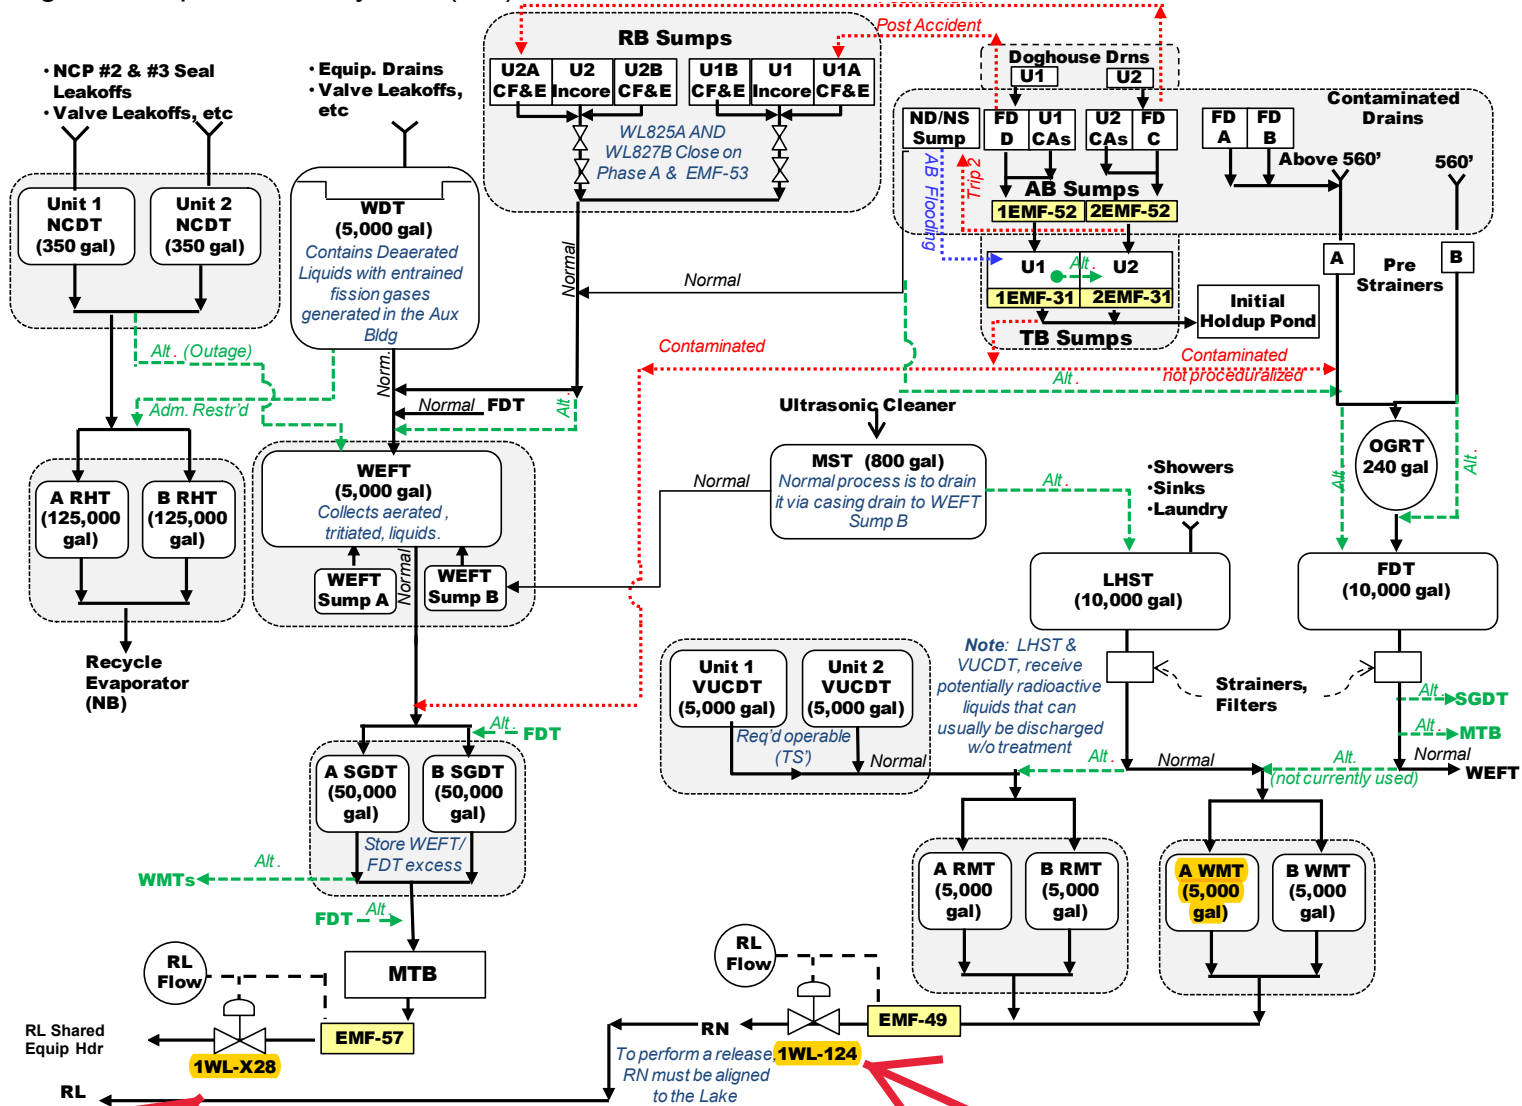 Post Accident
RB Sumps
U2A
CF&E
U2
Incore
U2B
CF&E
U1B
CF&E
U1
Incore
U1A
CF&E
WL825A AND
WL827B Close on
Phase A & EMF-53
Doghouse Drns
U1
U2
Contaminated
Drains
ND/NS
Sump
FD
D
U1
CAs
U2
CAs
FD
C
FD
A
FD
B
Above 560'
560'
AB Flooding
Trip2
AB Sumps
1EMF-52
2EMF-52
U1
Alt.
U2
1EMF-31
2EMF-31
TB Sumps
Initial
Holdup Pond
A
Pre
Strainers
B
•NCP #2 & #3 Seal
Leakoffs
•Valve Leakoffs, etc
•Equip. Drains
•Valve Leakoffs,
etc
Unit 1
NCDT
(350 gal)
Unit 2
NCDT
(350 gal)
WDT
(5,000 gal)
Contains Deaerated
Liquids with entrained
fission gases
generated in the Aux
Bldg
Normal
Normal
Alt. (Outage)
Norm.
Contaminated
Contaminated
not proceduralized
Alt.
Adm. Restr'd
Normal FDT
Alt.
Ultrasonic Cleaner
WEFT
(5,000 gal)
Collects aerated ,
tritiated, liquids.
Normal
WEFT
Sump A
WEFT
Sump B
Normal
MST (800 gal)
Normal process is to drain
it via casing drain to WEFT
Sump B
Alt.
•Showers
•Sinks
•Laundry
OGRT
240 gal
Alt.
Alt.
A RHT
(125,000
gal)
B RHT
(125,000
gal)
Recycle
Evaporator
(NB)
LHST
(10,000 gal)
FDT
(10,000 gal)
Strainers,
Filters
Alt.
SGDT
Alt.
MTB
Normal
WEFT
Unit 1
VUCDT
(5,000 gal)
Unit 2
VUCDT
(5,000 gal)
Req'd operable
(TS')
Normal
Note: LHST &
VUCDT, receive
potentially radioactive
liquids that can
usually be discharged
w/o treatment
Alt.
Normal
Alt.
(not currently used)
Alt.
FDT
A SGDT
(50,000
gal)
B SGDT
(50,000
gal)
Store WEFT/
FDT excess
WMTs
Alt.
FDT
Alt.
A RMT
(5,000
gal)
B RMT
(5,000
gal)
A WMT
(5,000
gal)
B WMT
(5,000
gal)
RL
Flow
MTB
RL
Flow
RL Shared
Equip Hdr
EMF-57
1WL-X28
RN
EMF-49
1WL-124
To perform a release,
RN must be aligned
to the Lake
RL